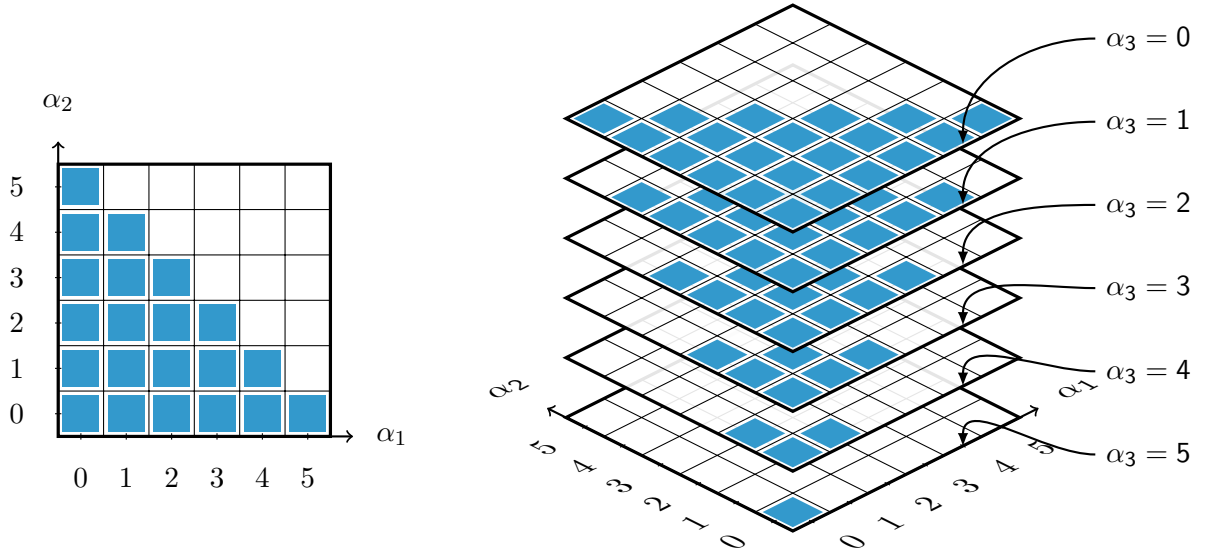 α₂
5
4
3
2
1
0
α₁
0 1 2 3 4 5
α₃ = 0
α₃ = 1
α₃ = 2
α₃ = 3
α₃ = 4
α₃ = 5
α₂
5 4 3 2 1 0
α₁
0 1 2 3 4 5